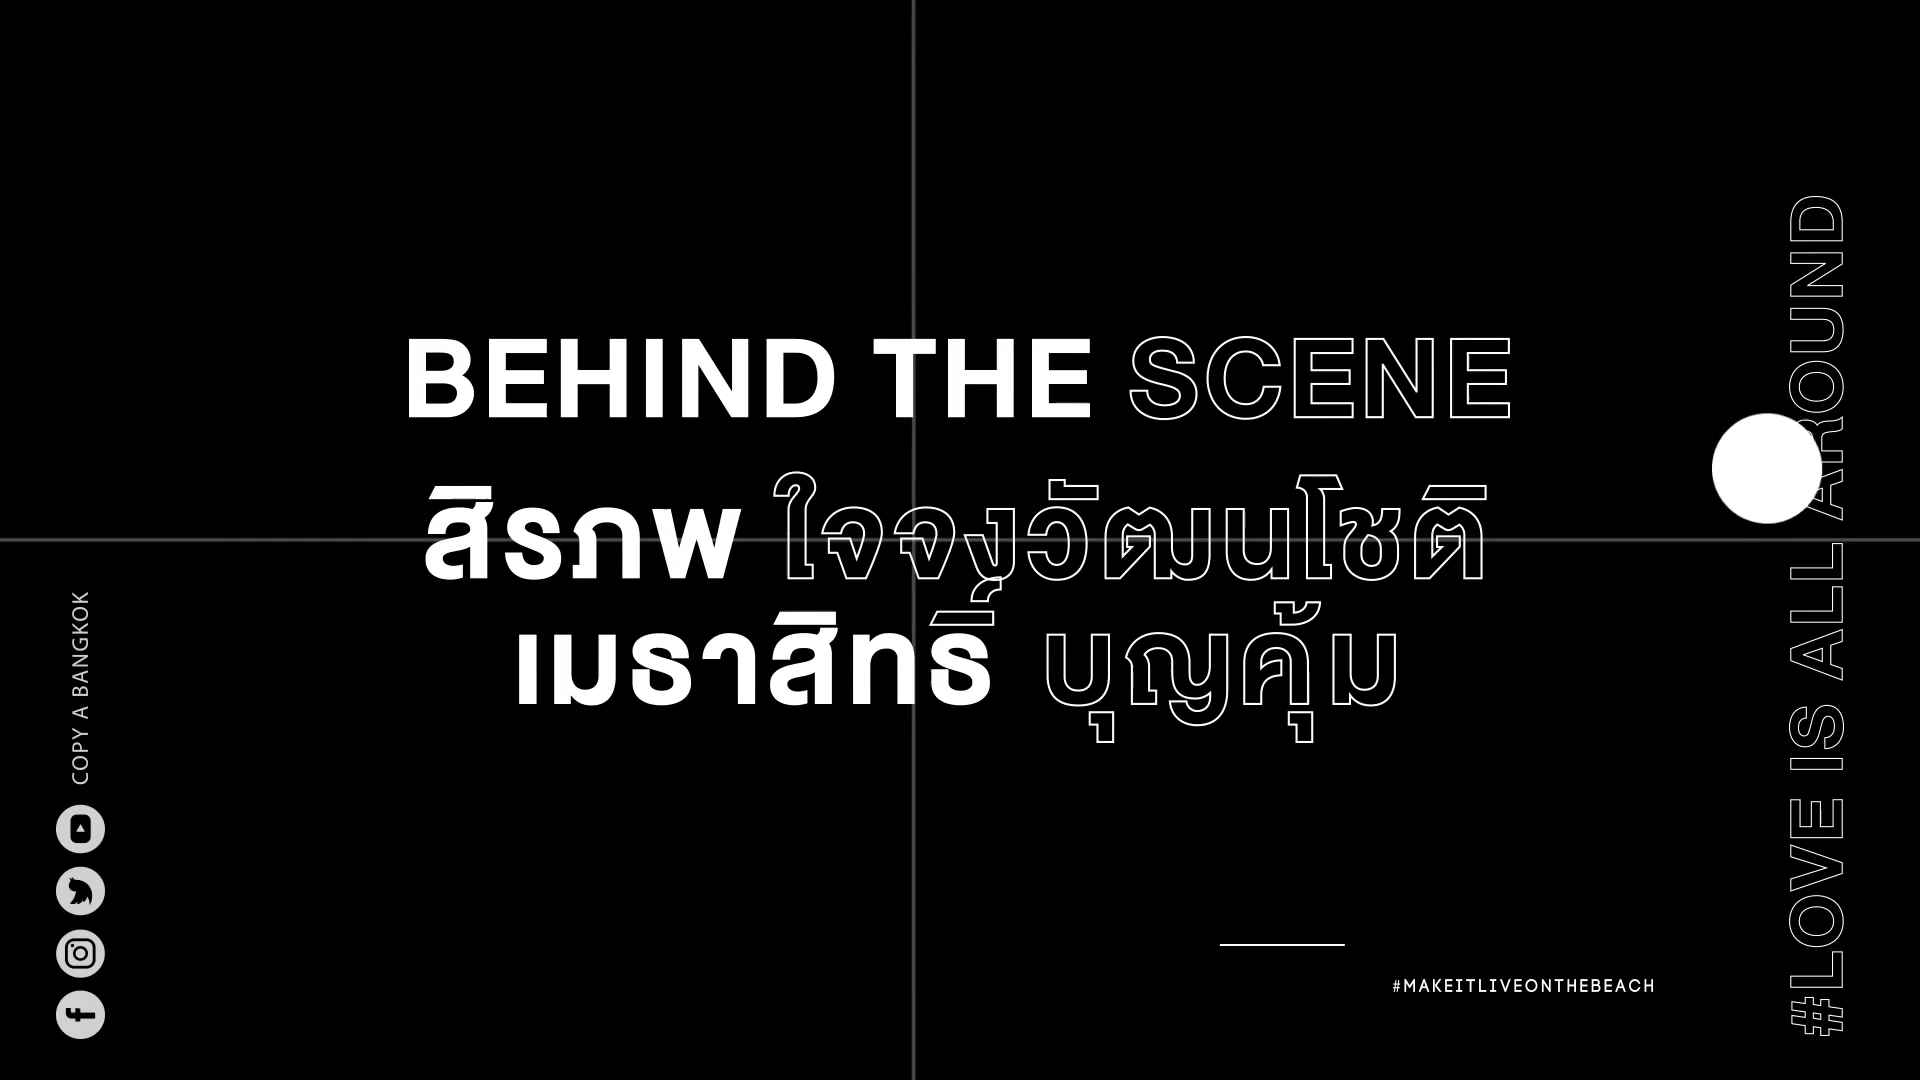 BEHIND THE SCENE
สิรภพ ใจจงวัฒนโชติ
เมธาสิทธิ์ บุญคุ้ม
#LOVE IS ALL AROUND
COPY A BANGKOK
#MAKEITLIVEONTHEBEACH